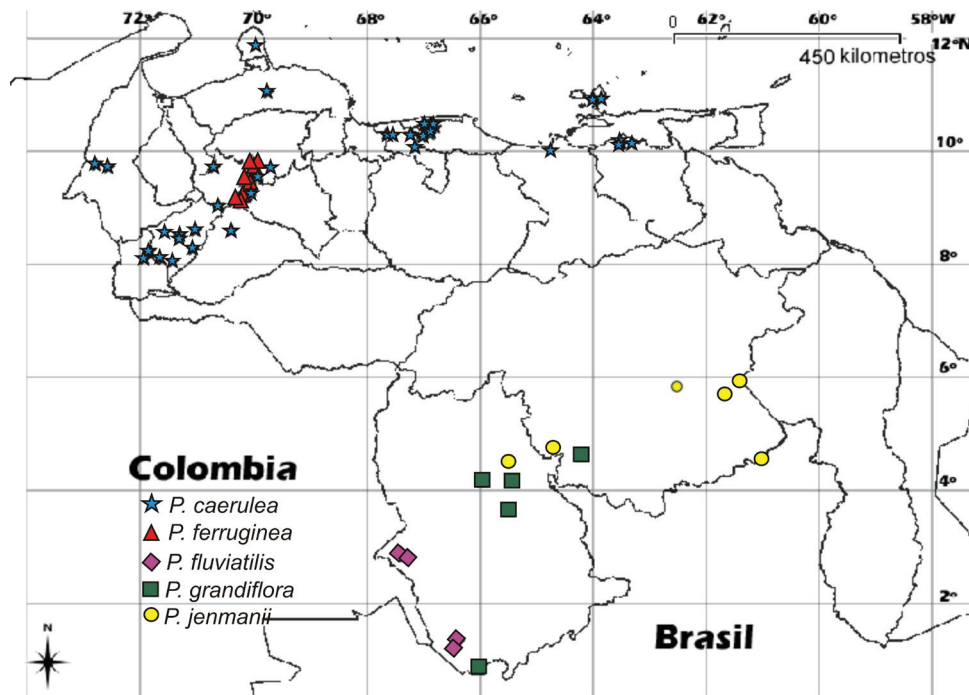 72° 70° 68° 66° 64° 62° 60° 58°W
0
12°N
450 kilometros
10°
8°
6°
4°
2°
Colombia
P. caerulea
P. ferruginea
P. fluviatilis
P. grandiflora
P. jenmanii
Brasil
N